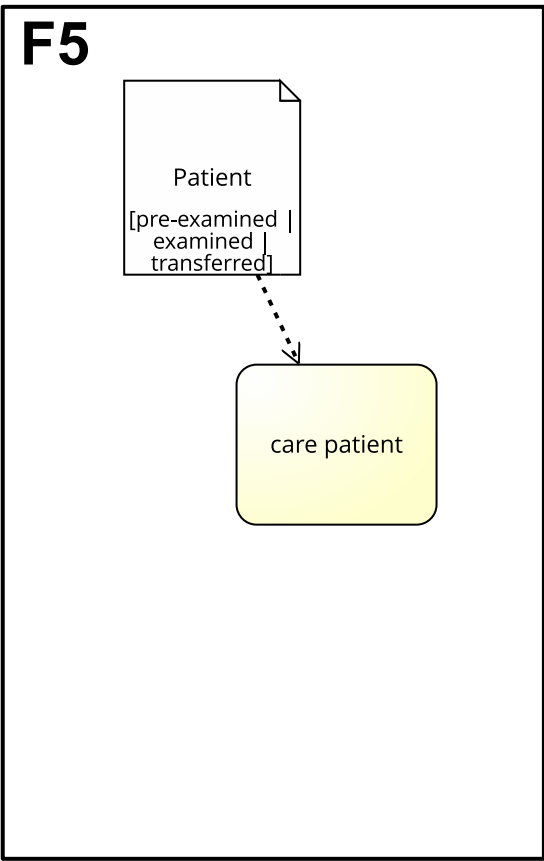 F5
Patient
[pre-examined |
examined |
transferred]
care patient